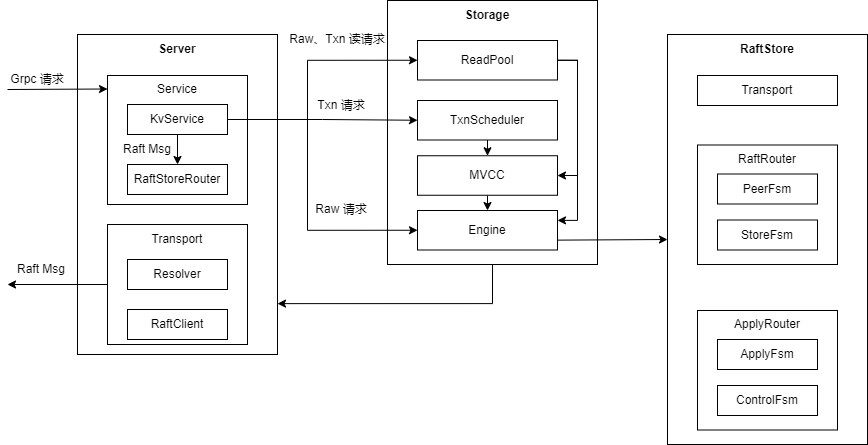 Server
Grpc 请求
Service
KvService
Raft Msg
RaftStoreRouter
Transport
Raft Msg
Resolver
RaftClient
Raw、Txn 读请求
Txn 请求
Raw 请求
Storage
ReadPool
TxnScheduler
MVCC
Engine
RaftStore
Transport
RaftRouter
PeerFsm
StoreFsm
ApplyRouter
ApplyFsm
ControlFsm